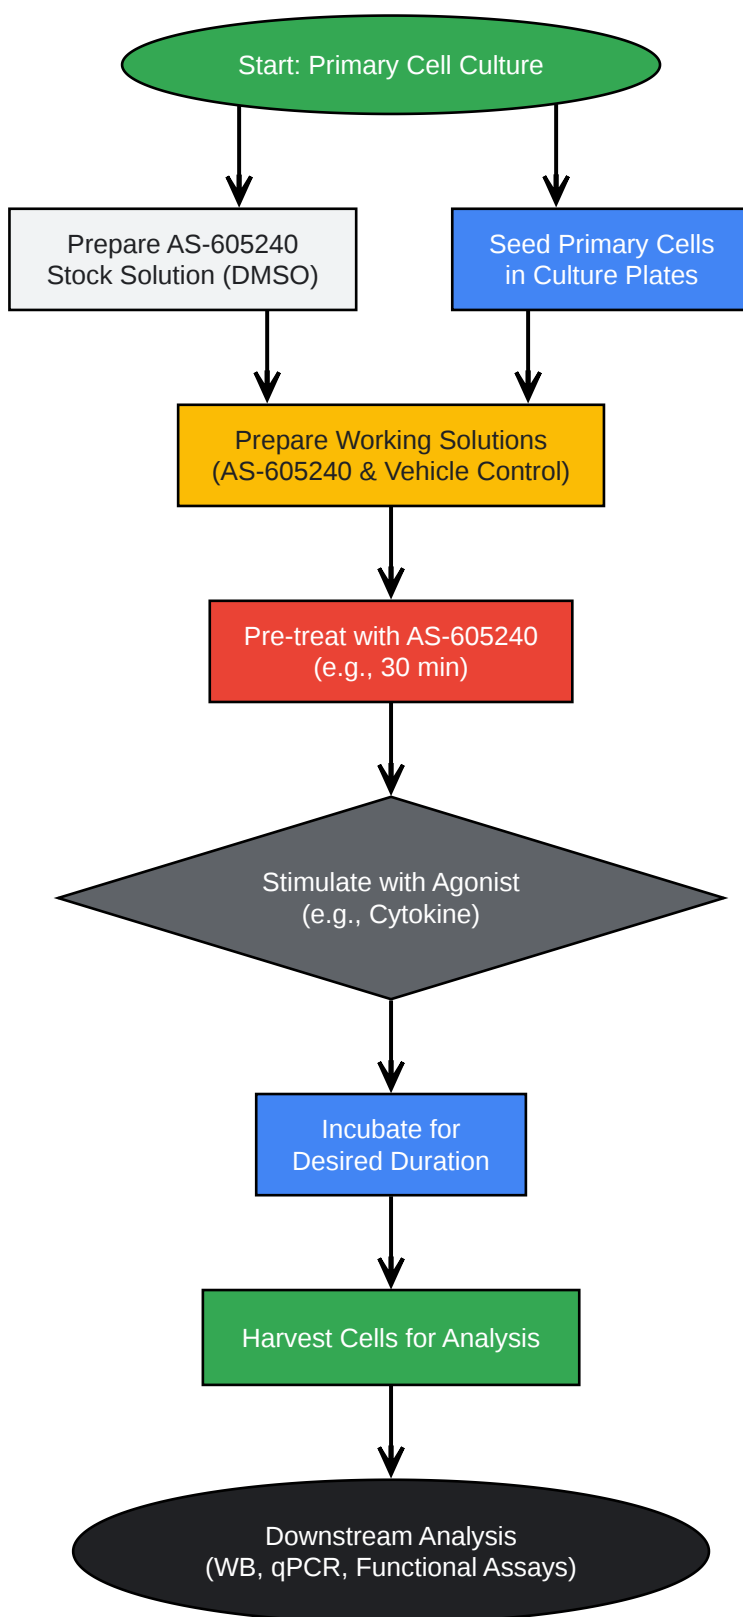 Start: Primary Cell Culture
Prepare AS-605240
Stock Solution (DMSO)
Seed Primary Cells
in Culture Plates
Prepare Working Solutions
(AS-605240 & Vehicle Control)
Pre-treat with AS-605240
(e.g., 30 min)
Stimulate with Agonist
(e.g., Cytokine)
Incubate for
Desired Duration
Harvest Cells for Analysis
Downstream Analysis
(WB, qPCR, Functional Assays)